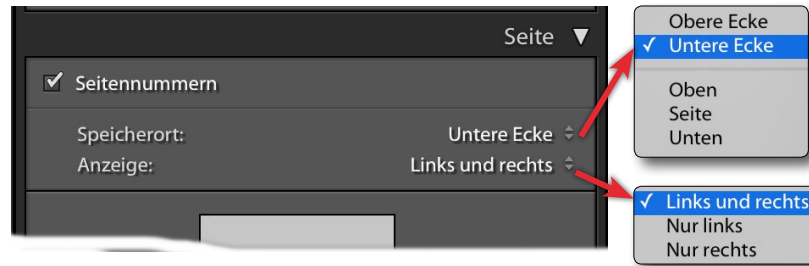 Seite
Seitennummern
Speicherort: Untere Ecke
Anzeige: Links und rechts
Obere Ecke
Untere Ecke
Oben
Seite
Unten
Links und rechts
Nur links
Nur rechts